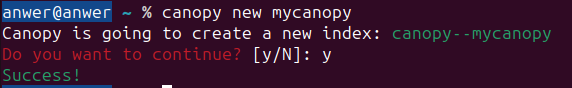 anwer@anwer ~ % canopy new mycanopy
Canopy is going to create a new index: canopy--mycanopy
Do you want to continue? [y/N]: y
Success!